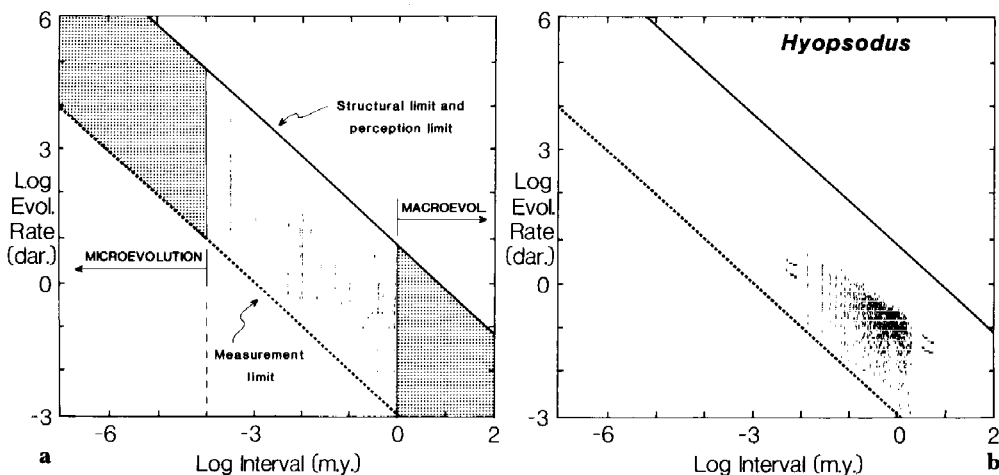 6
3
Log
Evol.
Rate
(dar.)
0
-3
Structural limit and
perception limit
MACROEVOL.
MICROEVOLUTION
Measurement
limit
-6
-3
0
2
Log Interval (m.y.)
a
6
3
Log
Evol.
Rate
(dar.)
0
-3
Hyopsodus
-6
-3
0
2
Log Interval (m.y.)
b